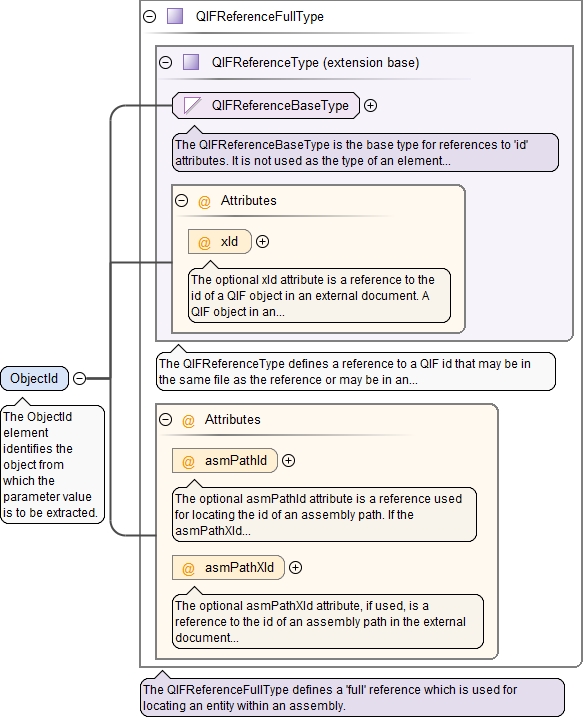 QIFReferenceFullType
QIFReferenceType (extension base)
QIFReferenceBaseType
The QIFReferenceBaseType is the base type for references to 'id'
attributes. It is not used as the type of an element...
@ Attributes
@ xId
The optional xId attribute is a reference to the
id of a QIF object in an external document. A
QIF object in an...
The QIFReferenceType defines a reference to a QIF id that may be in
the same file as the reference or may be in an...
ObjectId
The ObjectId
element
identifies the
object from
which the
parameter value
is to be extracted.
@ Attributes
@ asmPathId
The optional asmPathId attribute is a reference used
for locating the id of an assembly path. If the
asmPathXId...
@ asmPathXId
The optional asmPathXId attribute, if used, is a
reference to the id of an assembly path in the external
document...
The QIFReferenceFullType defines a 'full' reference which is used for
locating an entity within an assembly.